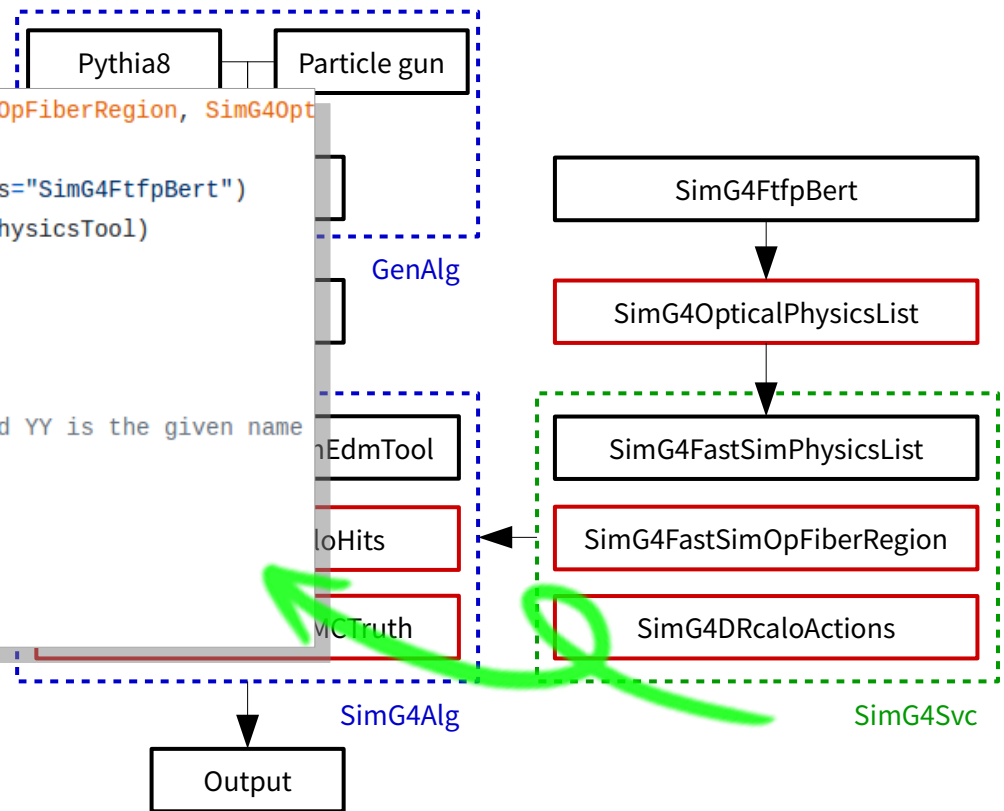 Pythia8
Particle gun
OpFiberRegion, SimG4Opt
s="SimG4FtfpBert")
hysicsTool)
d YY is the given name
GenAlg
nEdmTool
loHits
MCTruth
SimG4Alg
Output
SimG4FtfpBert
SimG4OpticalPhysicsList
SimG4FastSimPhysicsList
SimG4FastSimOpFiberRegion
SimG4DRcaloActions
SimG4Svc